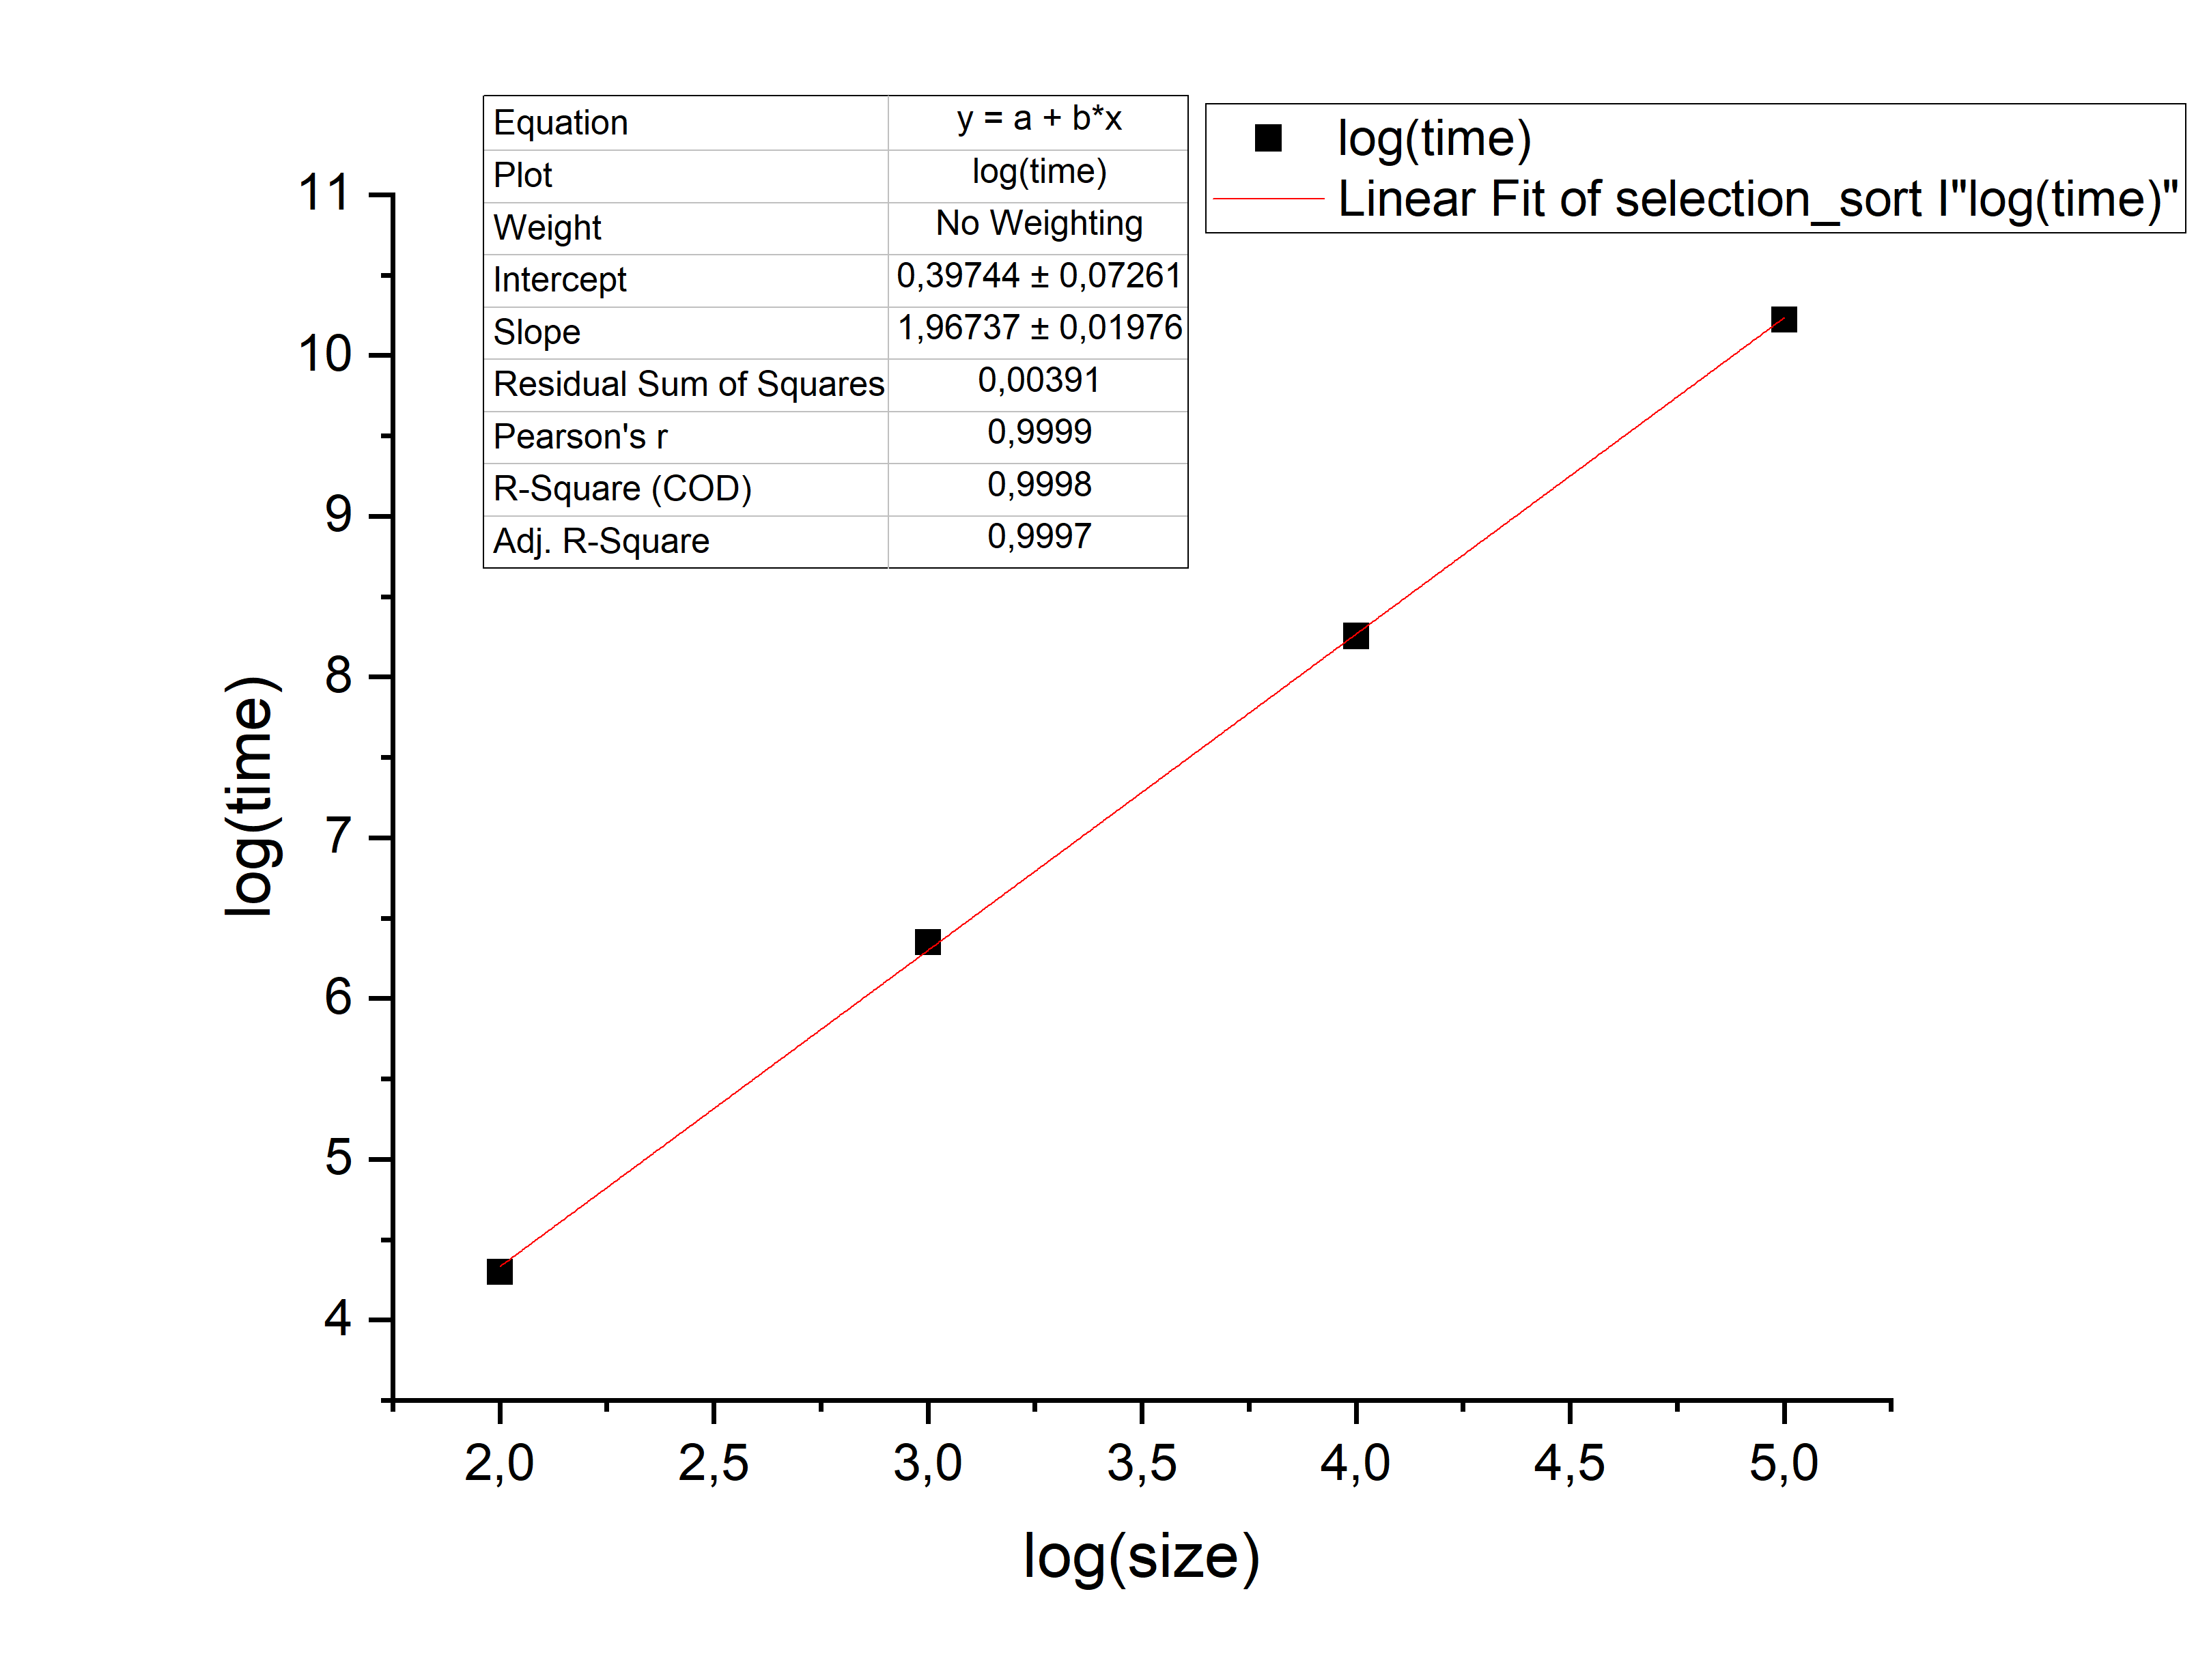 Equation y = a + b*x
Plot log(time)
Weight No Weighting
Intercept 0,39744 ± 0,07261
Slope 1,96737 ± 0,01976
Residual Sum of Squares 0,00391
Pearson's r 0,9999
R-Square (COD) 0,9998
Adj. R-Square 0,9997
log(time)
Linear Fit of selection_sort I"log(time)"
11
10
9
8
7
6
5
4
log(time)
2,0 2,5 3,0 3,5 4,0 4,5 5,0
log(size)